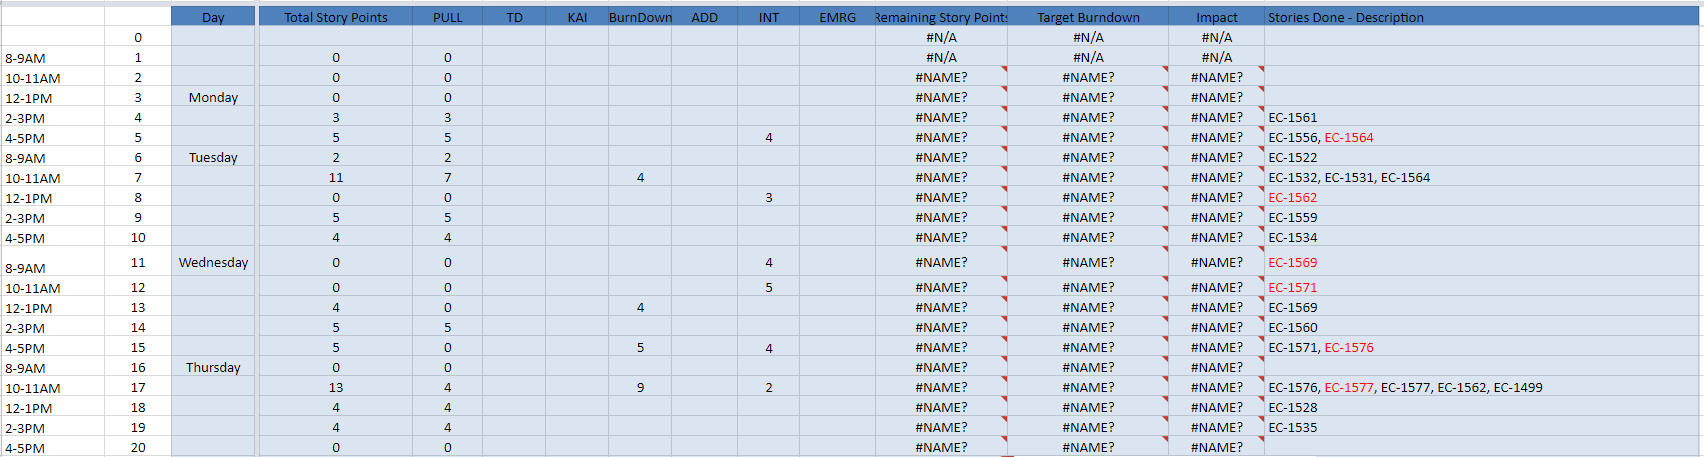 Day Total Story Points PULL TD KAI BurnDown ADD INT EMRG Remaining Story Points Target Burndown Impact Stories Done - Description
0 #N/A #N/A #N/A
8-9AM 1 0 0 #N/A #N/A #N/A
10-11AM 2 0 0 #NAME? #NAME? #NAME?
12-1PM 3 Monday 0 0 #NAME? #NAME? #NAME?
2-3PM 4 3 3 #NAME? #NAME? #NAME? EC-1561
4-5PM 5 5 5 4 #NAME? #NAME? #NAME? EC-1556, EC-1564
8-9AM 6 Tuesday 2 2 #NAME? #NAME? #NAME? EC-1522
10-11AM 7 11 7 4 #NAME? #NAME? #NAME? EC-1532, EC-1531, EC-1564
12-1PM 8 0 0 3 #NAME? #NAME? #NAME? EC-1562
2-3PM 9 5 5 #NAME? #NAME? #NAME? EC-1559
4-5PM 10 4 4 #NAME? #NAME? #NAME? EC-1534
8-9AM 11 Wednesday 0 0 4 #NAME? #NAME? #NAME? EC-1569
10-11AM 12 0 0 5 #NAME? #NAME? #NAME? EC-1571
12-1PM 13 4 0 4 #NAME? #NAME? #NAME? EC-1569
2-3PM 14 5 5 #NAME? #NAME? #NAME? EC-1560
4-5PM 15 5 0 5 4 #NAME? #NAME? #NAME? EC-1571, EC-1576
8-9AM 16 Thursday 0 0 #NAME? #NAME? #NAME?
10-11AM 17 13 4 9 2 #NAME? #NAME? #NAME? EC-1576, EC-1577, EC-1577, EC-1562, EC-1499
12-1PM 18 4 4 #NAME? #NAME? #NAME? EC-1528
2-3PM 19 4 4 #NAME? #NAME? #NAME? EC-1535
4-5PM 20 0 0 #NAME? #NAME? #NAME?